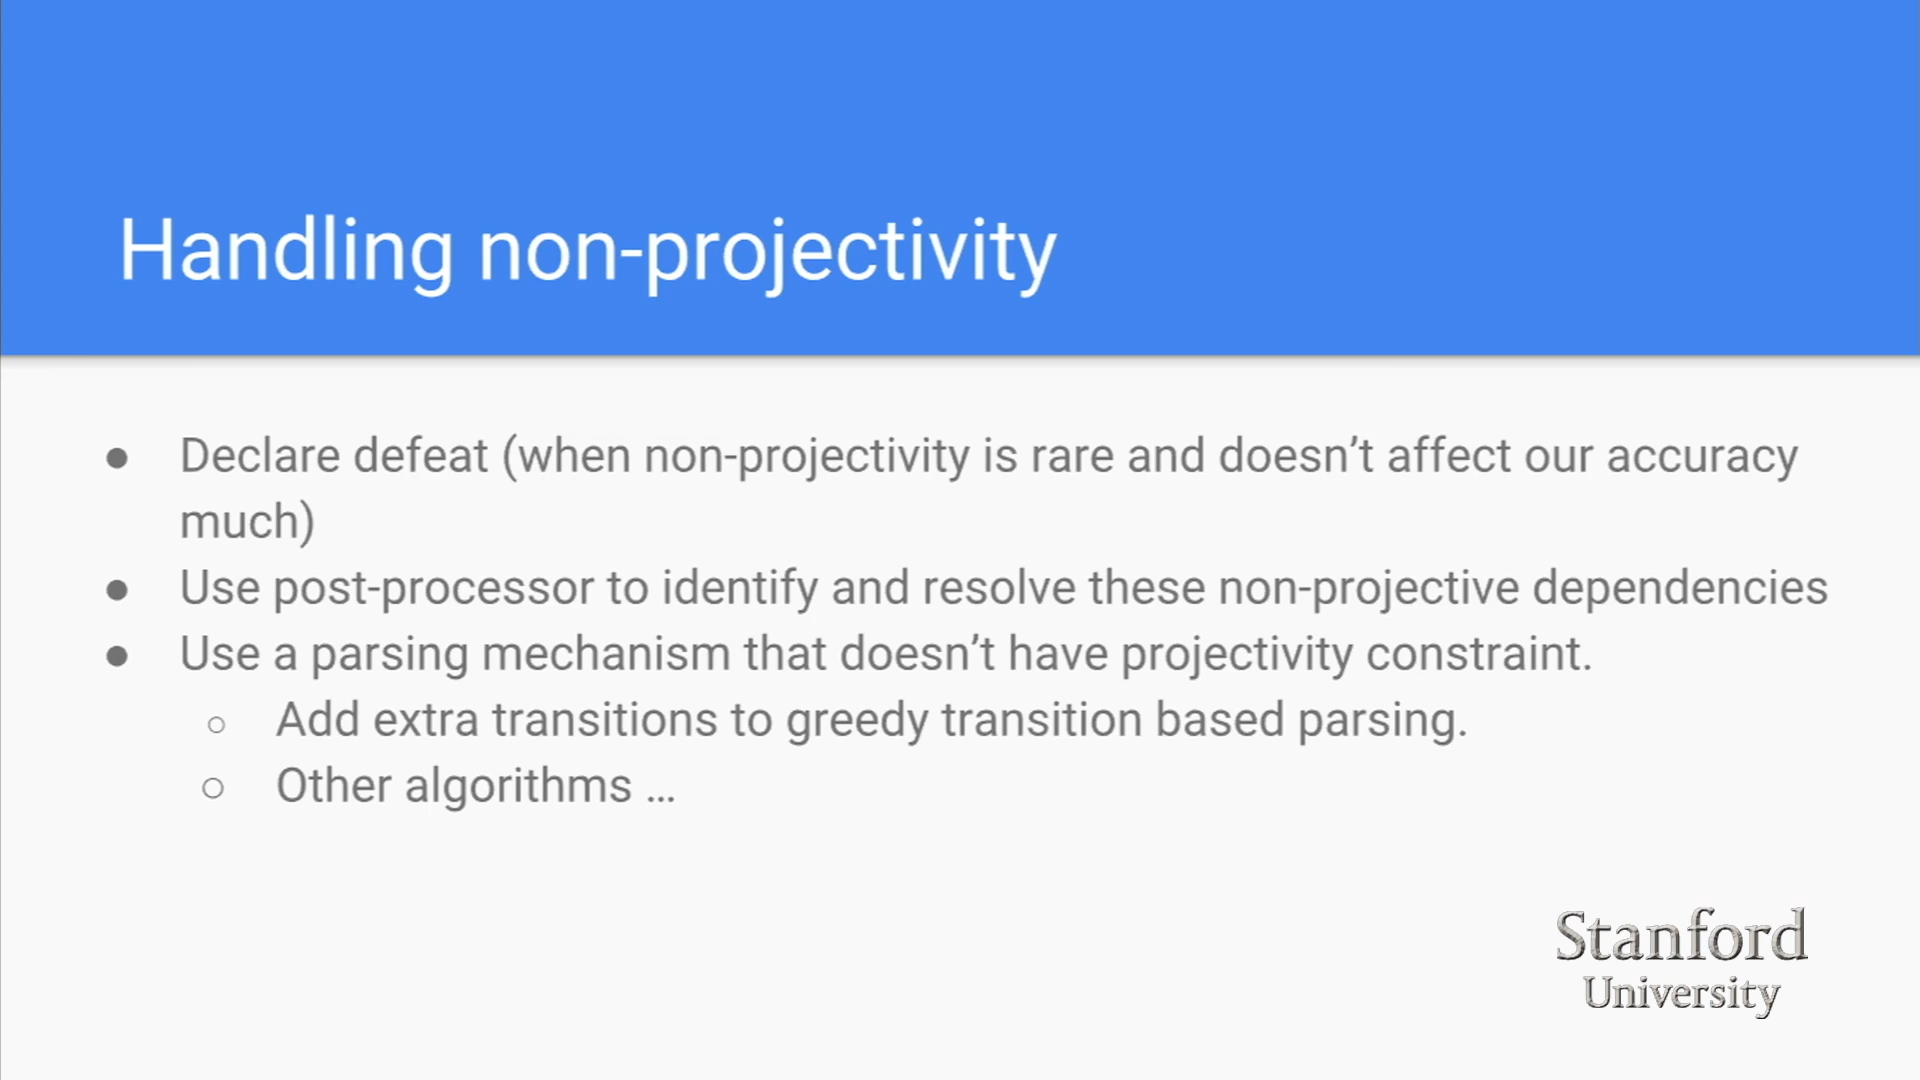 Handling non-projectivity
● Declare defeat (when non-projectivity is rare and doesn’t affect our accuracy
much)
● Use post-processor to identify and resolve these non-projective dependencies
● Use a parsing mechanism that doesn’t have projectivity constraint.
○ Add extra transitions to greedy transition based parsing.
○ Other algorithms ...
Stanford
University